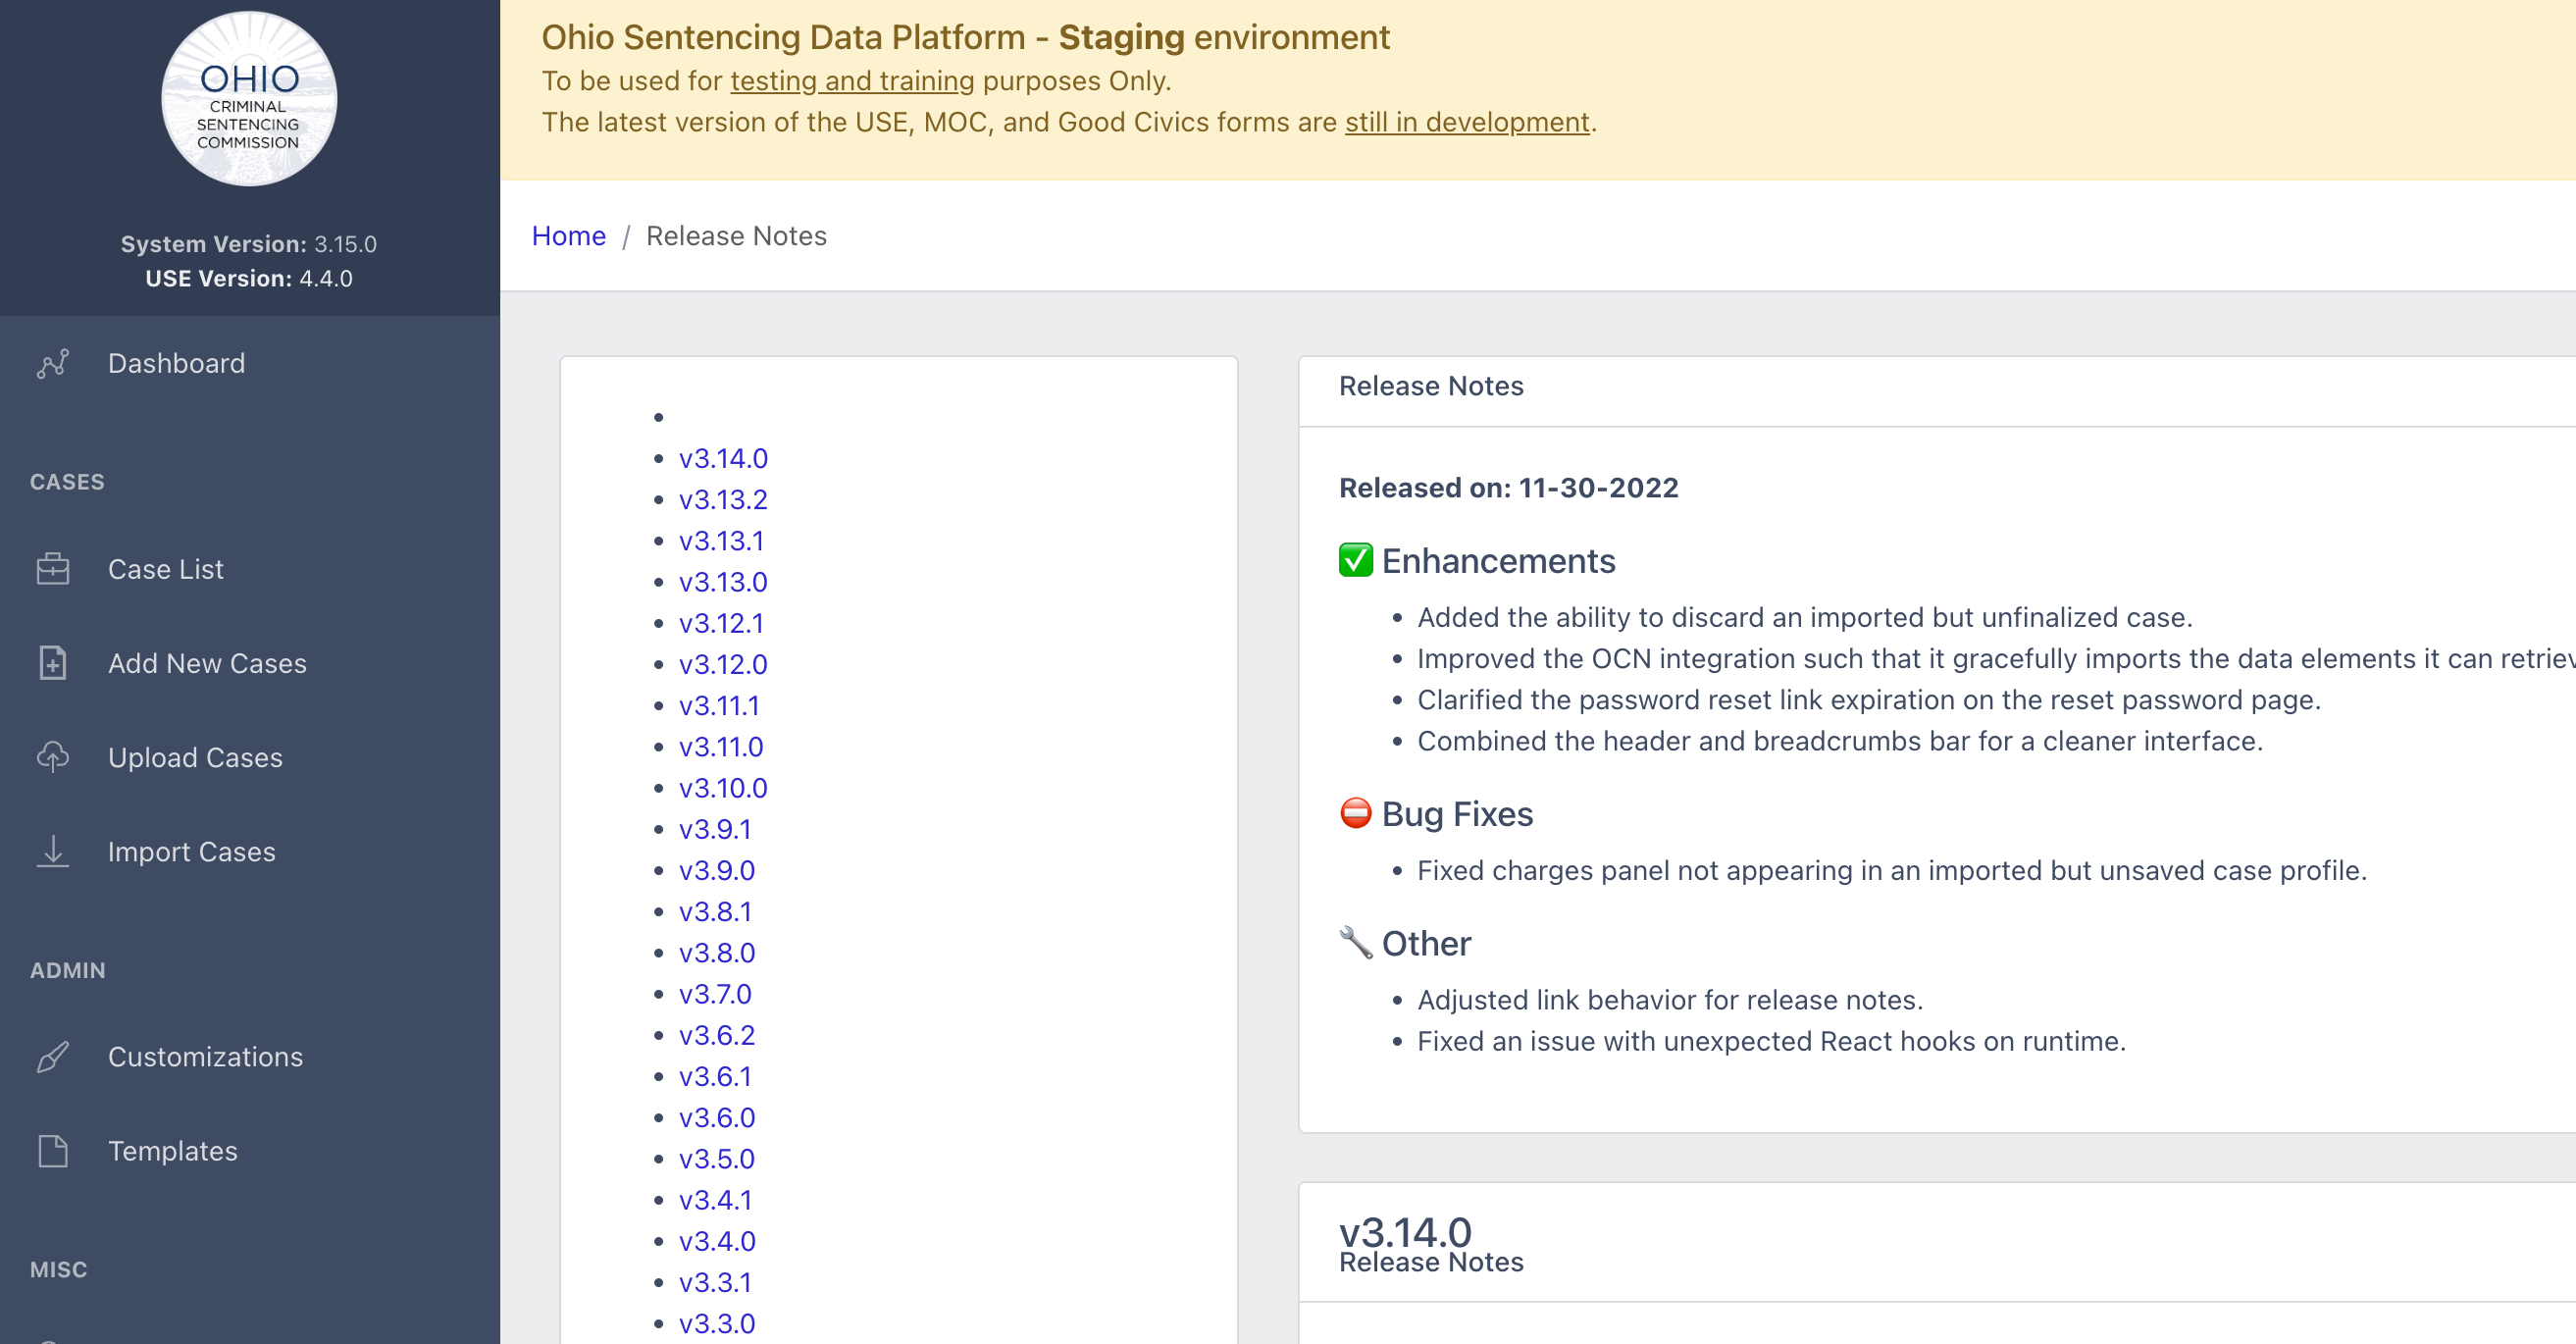 OHIO
CRIMINAL
SENTENCING
COMMISSION
System Version: 3.15.0
USE Version: 4.4.0
Dashboard
CASES
Case List
Add New Cases
Upload Cases
Import Cases
ADMIN
Customizations
Templates
MISC
Ohio Sentencing Data Platform - Staging environment
To be used for testing and training purposes Only.
The latest version of the USE, MOC, and Good Civics forms are still in development.
Home / Release Notes
v3.14.0
v3.13.2
v3.13.1
v3.13.0
v3.12.1
v3.12.0
v3.11.1
v3.11.0
v3.10.0
v3.9.1
v3.9.0
v3.8.1
v3.8.0
v3.7.0
v3.6.2
v3.6.1
v3.6.0
v3.5.0
v3.4.1
v3.4.0
v3.3.1
v3.3.0
Release Notes
Released on: 11-30-2022
✅ Enhancements
• Added the ability to discard an imported but unfinalized case.
• Improved the OCN integration such that it gracefully imports the data elements it can retriev
• Clarified the password reset link expiration on the reset password page.
• Combined the header and breadcrumbs bar for a cleaner interface.
⛔ Bug Fixes
• Fixed charges panel not appearing in an imported but unsaved case profile.
🔧 Other
• Adjusted link behavior for release notes.
• Fixed an issue with unexpected React hooks on runtime.
v3.14.0
Release Notes